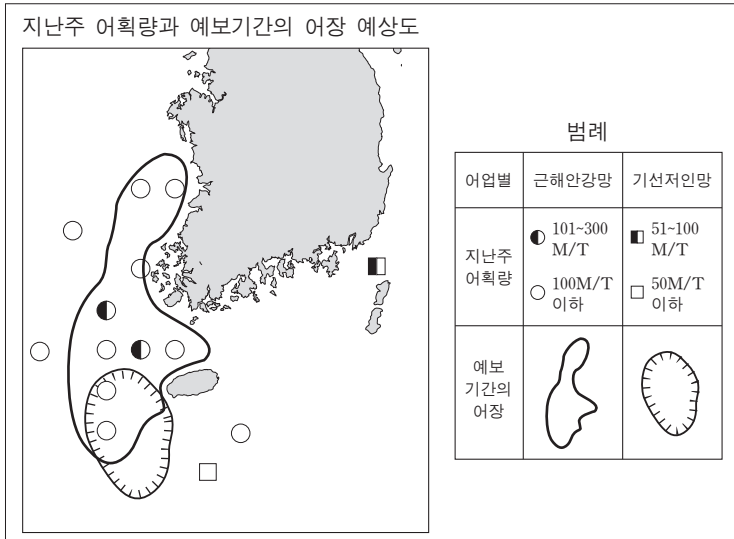 지난주 어획량과 예보기간의 어장 예상도
범례
어업별 근해안강망 기선저인망
지난주
어획량
101~300
M/T
100M/T
이하
51~100
M/T
50M/T
이하
예보
기간의
어장